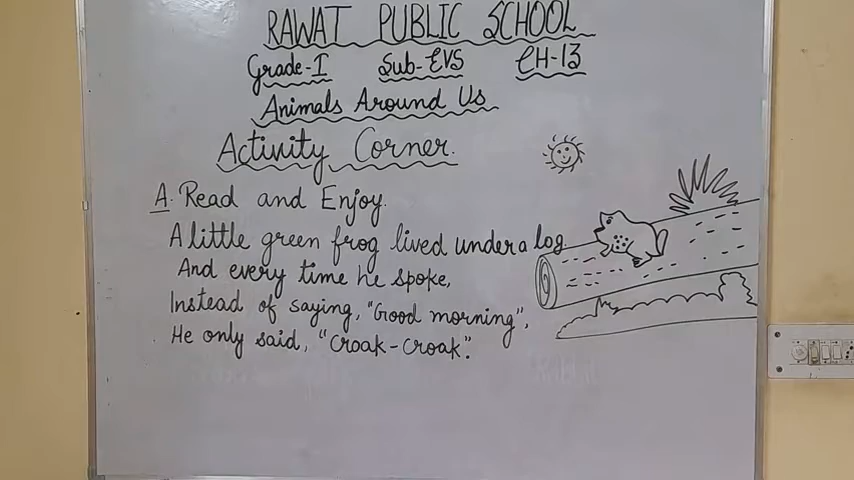 RAWAT PUBLIC SCHOOL
Grade-I Sub-EVS CH-13
Animals Around Us
Activity Corner.
A. Read and Enjoy.
A little green frog lived under a log
And every time he spoke,
Instead of saying, "Good morning",
He only said, "Croak-Croak".